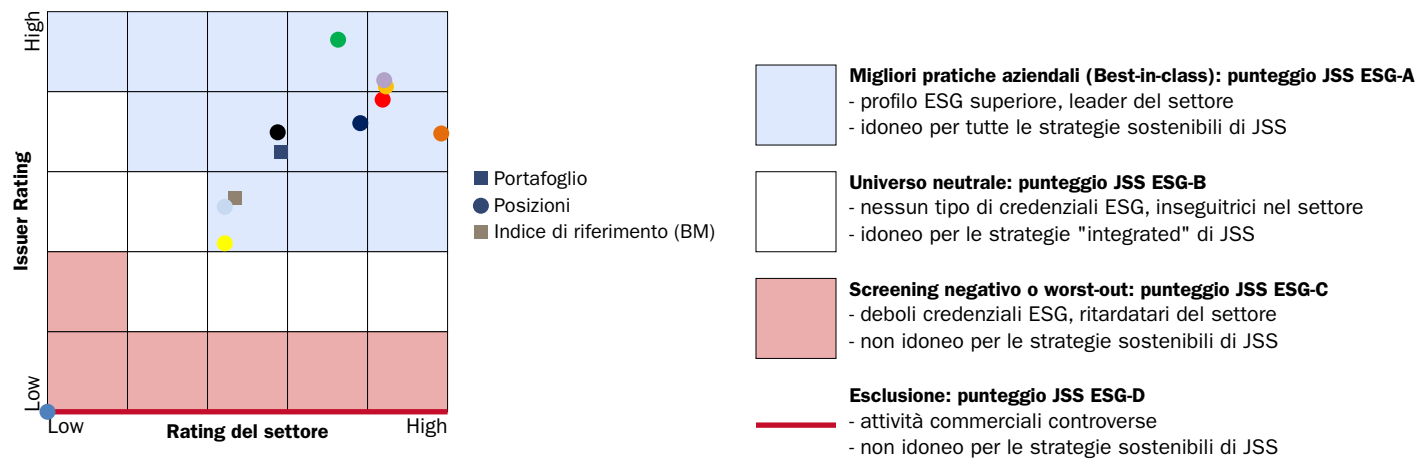 High
Issuer Rating
Low
Low
Rating del settore
High
Portafoglio
Posizioni
Indice di riferimento (BM)
Migliori pratiche aziendali (Best-in-class): punteggio JSS ESG-A
- profilo ESG superiore, leader del settore
- idoneo per tutte le strategie sostenibili di JSS
Universo neutrale: punteggio JSS ESG-B
- nessun tipo di credenziali ESG, inseguitrici nel settore
- idoneo per le strategie "integrated" di JSS
Screening negativo o worst-out: punteggio JSS ESG-C
- deboli credenziali ESG, ritardatari del settore
- non idoneo per le strategie sostenibili di JSS
Esclusione: punteggio JSS ESG-D
- attività commerciali controverse
- non idoneo per le strategie sostenibili di JSS